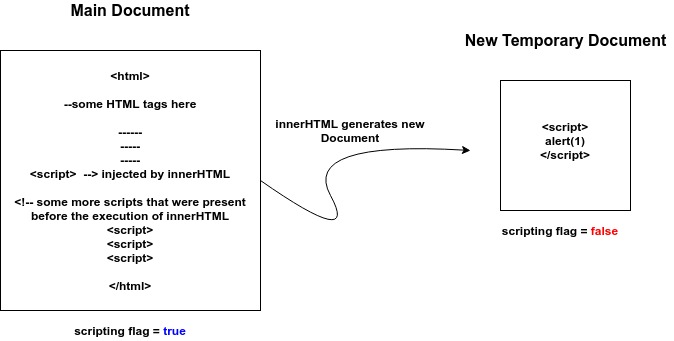 Main Document
<html>
--some HTML tags here
------
-----
-----
<script>  --> injected by innerHTML
<!-- some more scripts that were present
before the execution of innerHTML
<script>
<script>
<script>
</html>
scripting flag = true
innerHTML generates new
Document
New Temporary Document
<script>
alert(1)
</script>
scripting flag = false